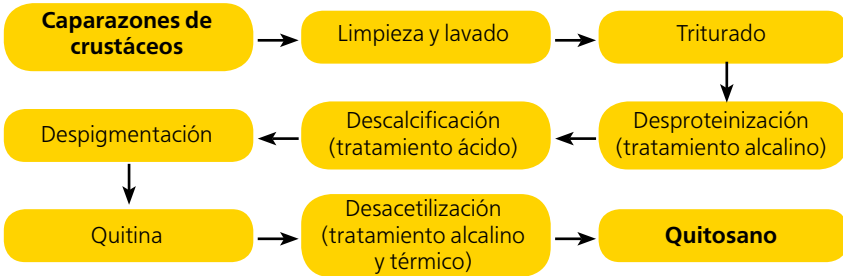 Caparazones de
crustáceos
Limpieza y lavado
Triturado
Desproteinización
(tratamiento alcalino)
Descalcificación
(tratamiento ácido)
Despigmentación
Quitina
Desacetilización
(tratamiento alcalino
y térmico)
Quitosano